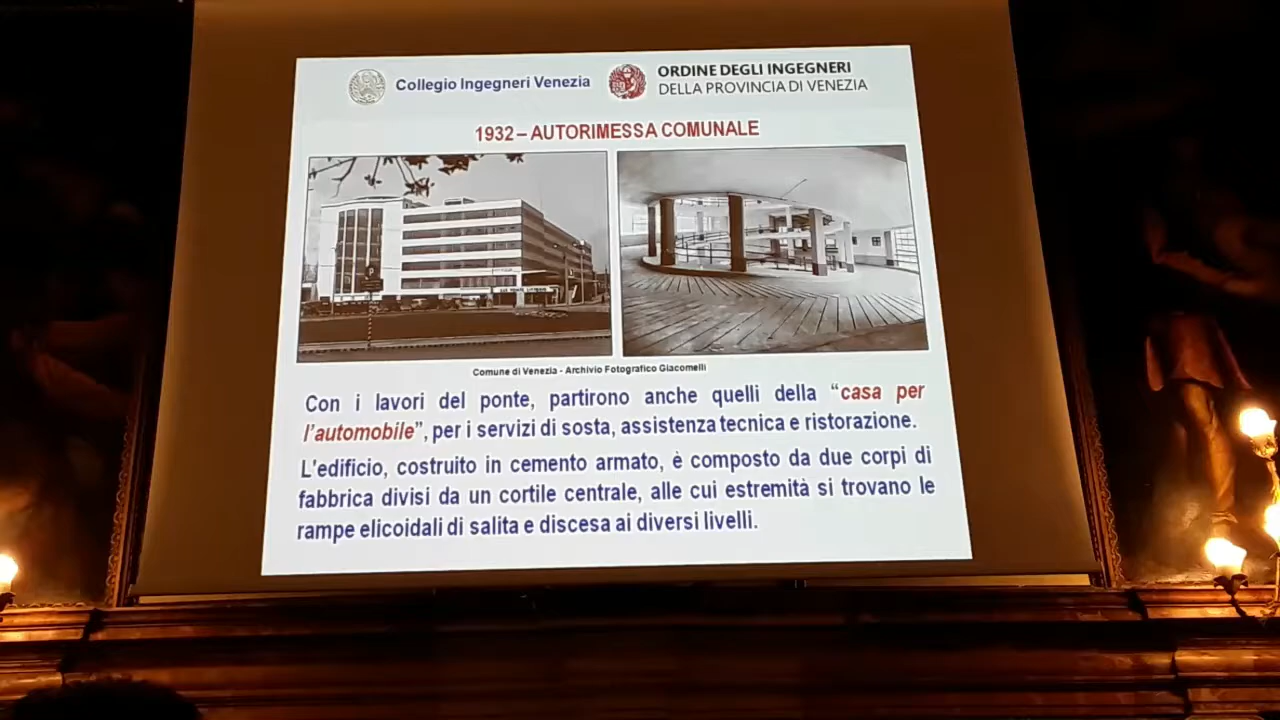 Collegio Ingegneri Venezia
ORDINE DEGLI INGEGNERI
DELLA PROVINCIA DI VENEZIA
1932 – AUTORIMESSA COMUNALE
Comune di Venezia - Archivio Fotografico Giacomelli
Con i lavori del ponte, partirono anche quelli della “casa per
l’automobile”, per i servizi di sosta, assistenza tecnica e ristorazione.
L'edificio, costruito in cemento armato, è composto da due corpi di
fabbrica divisi da un cortile centrale, alle cui estremità si trovano le
rampe elicoidali di salita e discesa ai diversi livelli.